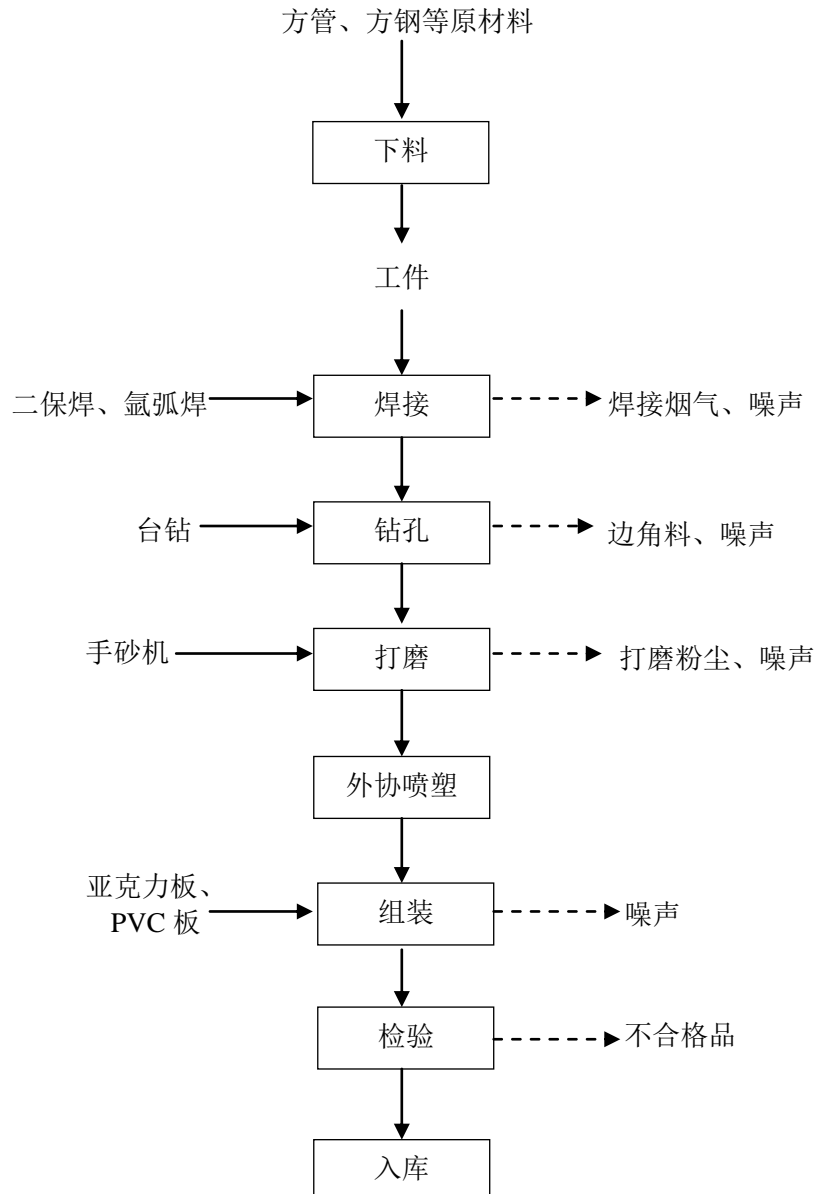 方管、方钢等原材料
下料
工件
二保焊、氩弧焊
焊接
焊接烟气、噪声
台钻
钻孔
边角料、噪声
手砂机
打磨
打磨粉尘、噪声
外协喷塑
亚克力板、
PVC 板
组装
噪声
检验
不合格品
入库